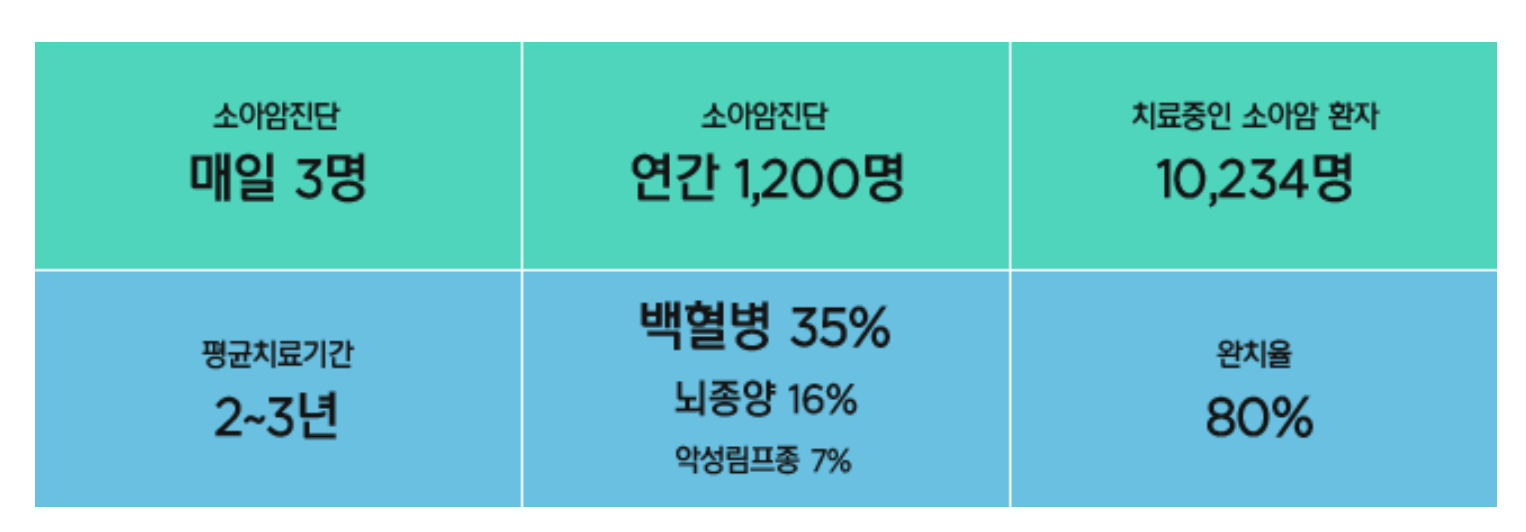 소아암진단
매일 3명
소아암진단
연간 1,200명
치료중인 소아암 환자
10,234명
평균치료기간
2~3년
백혈병 35%
뇌종양 16%
악성림프종 7%
완치율
80%